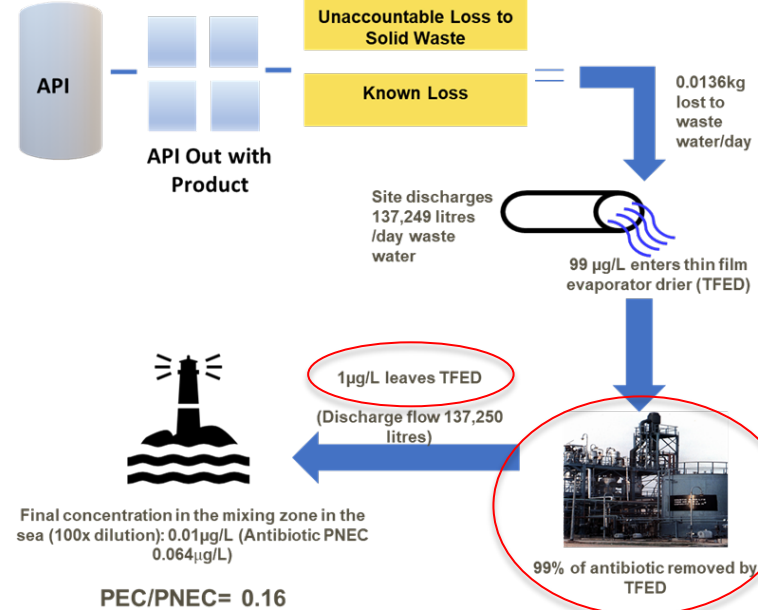 Unaccountable Loss to
Solid Waste
API
Known Loss
API Out with
Product
0.0136kg
lost to
waste
water/day
Site discharges
137,249 litres
/day waste
water
99 µg/L enters thin film
evaporator drier (TFED)
1µg/L leaves TFED
(Discharge flow 137,250
litres)
Final concentration in the mixing zone in the
sea (100x dilution): 0.01µg/L (Antibiotic PNEC
0.064µg/L)
99% of antibiotic removed by
TFED
PEC/PNEC= 0.16